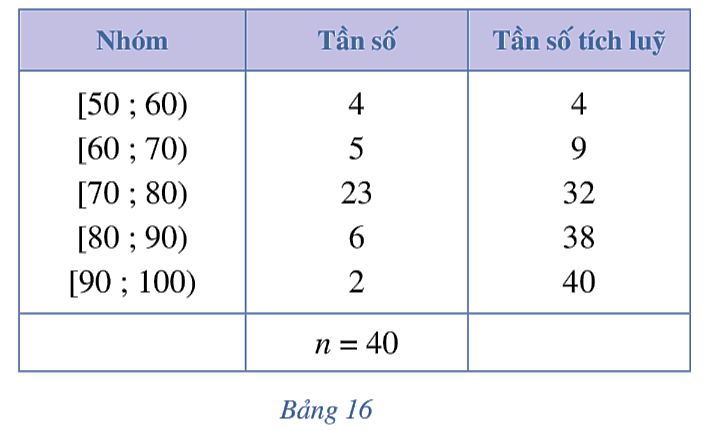 Nhóm Tần số Tần số tích luỹ
[50 ; 60) 4 4
[60 ; 70) 5 9
[70 ; 80) 23 32
[80 ; 90) 6 38
[90 ; 100) 2 40
n = 40
Bảng 16